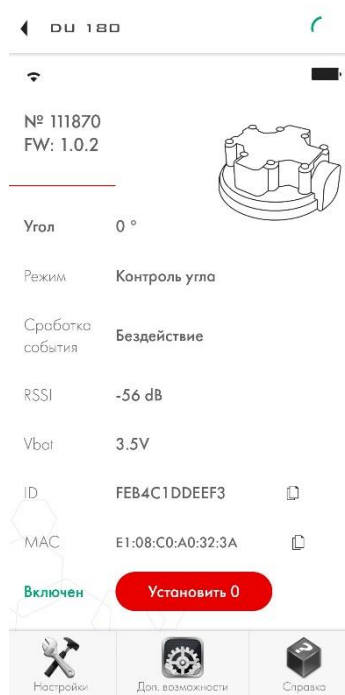 DU 180
№ 111870
FW: 1.0.2
Угол 0 °
Режим Контроль угла
Сработка
события Бездействие
RSSI -56 dB
Vbat 3.5V
ID FEB4C1DDEEF3
MAC E1:08:C0:A0:32:3A
Включен Установить 0
Настройки Доп. возможности Справка